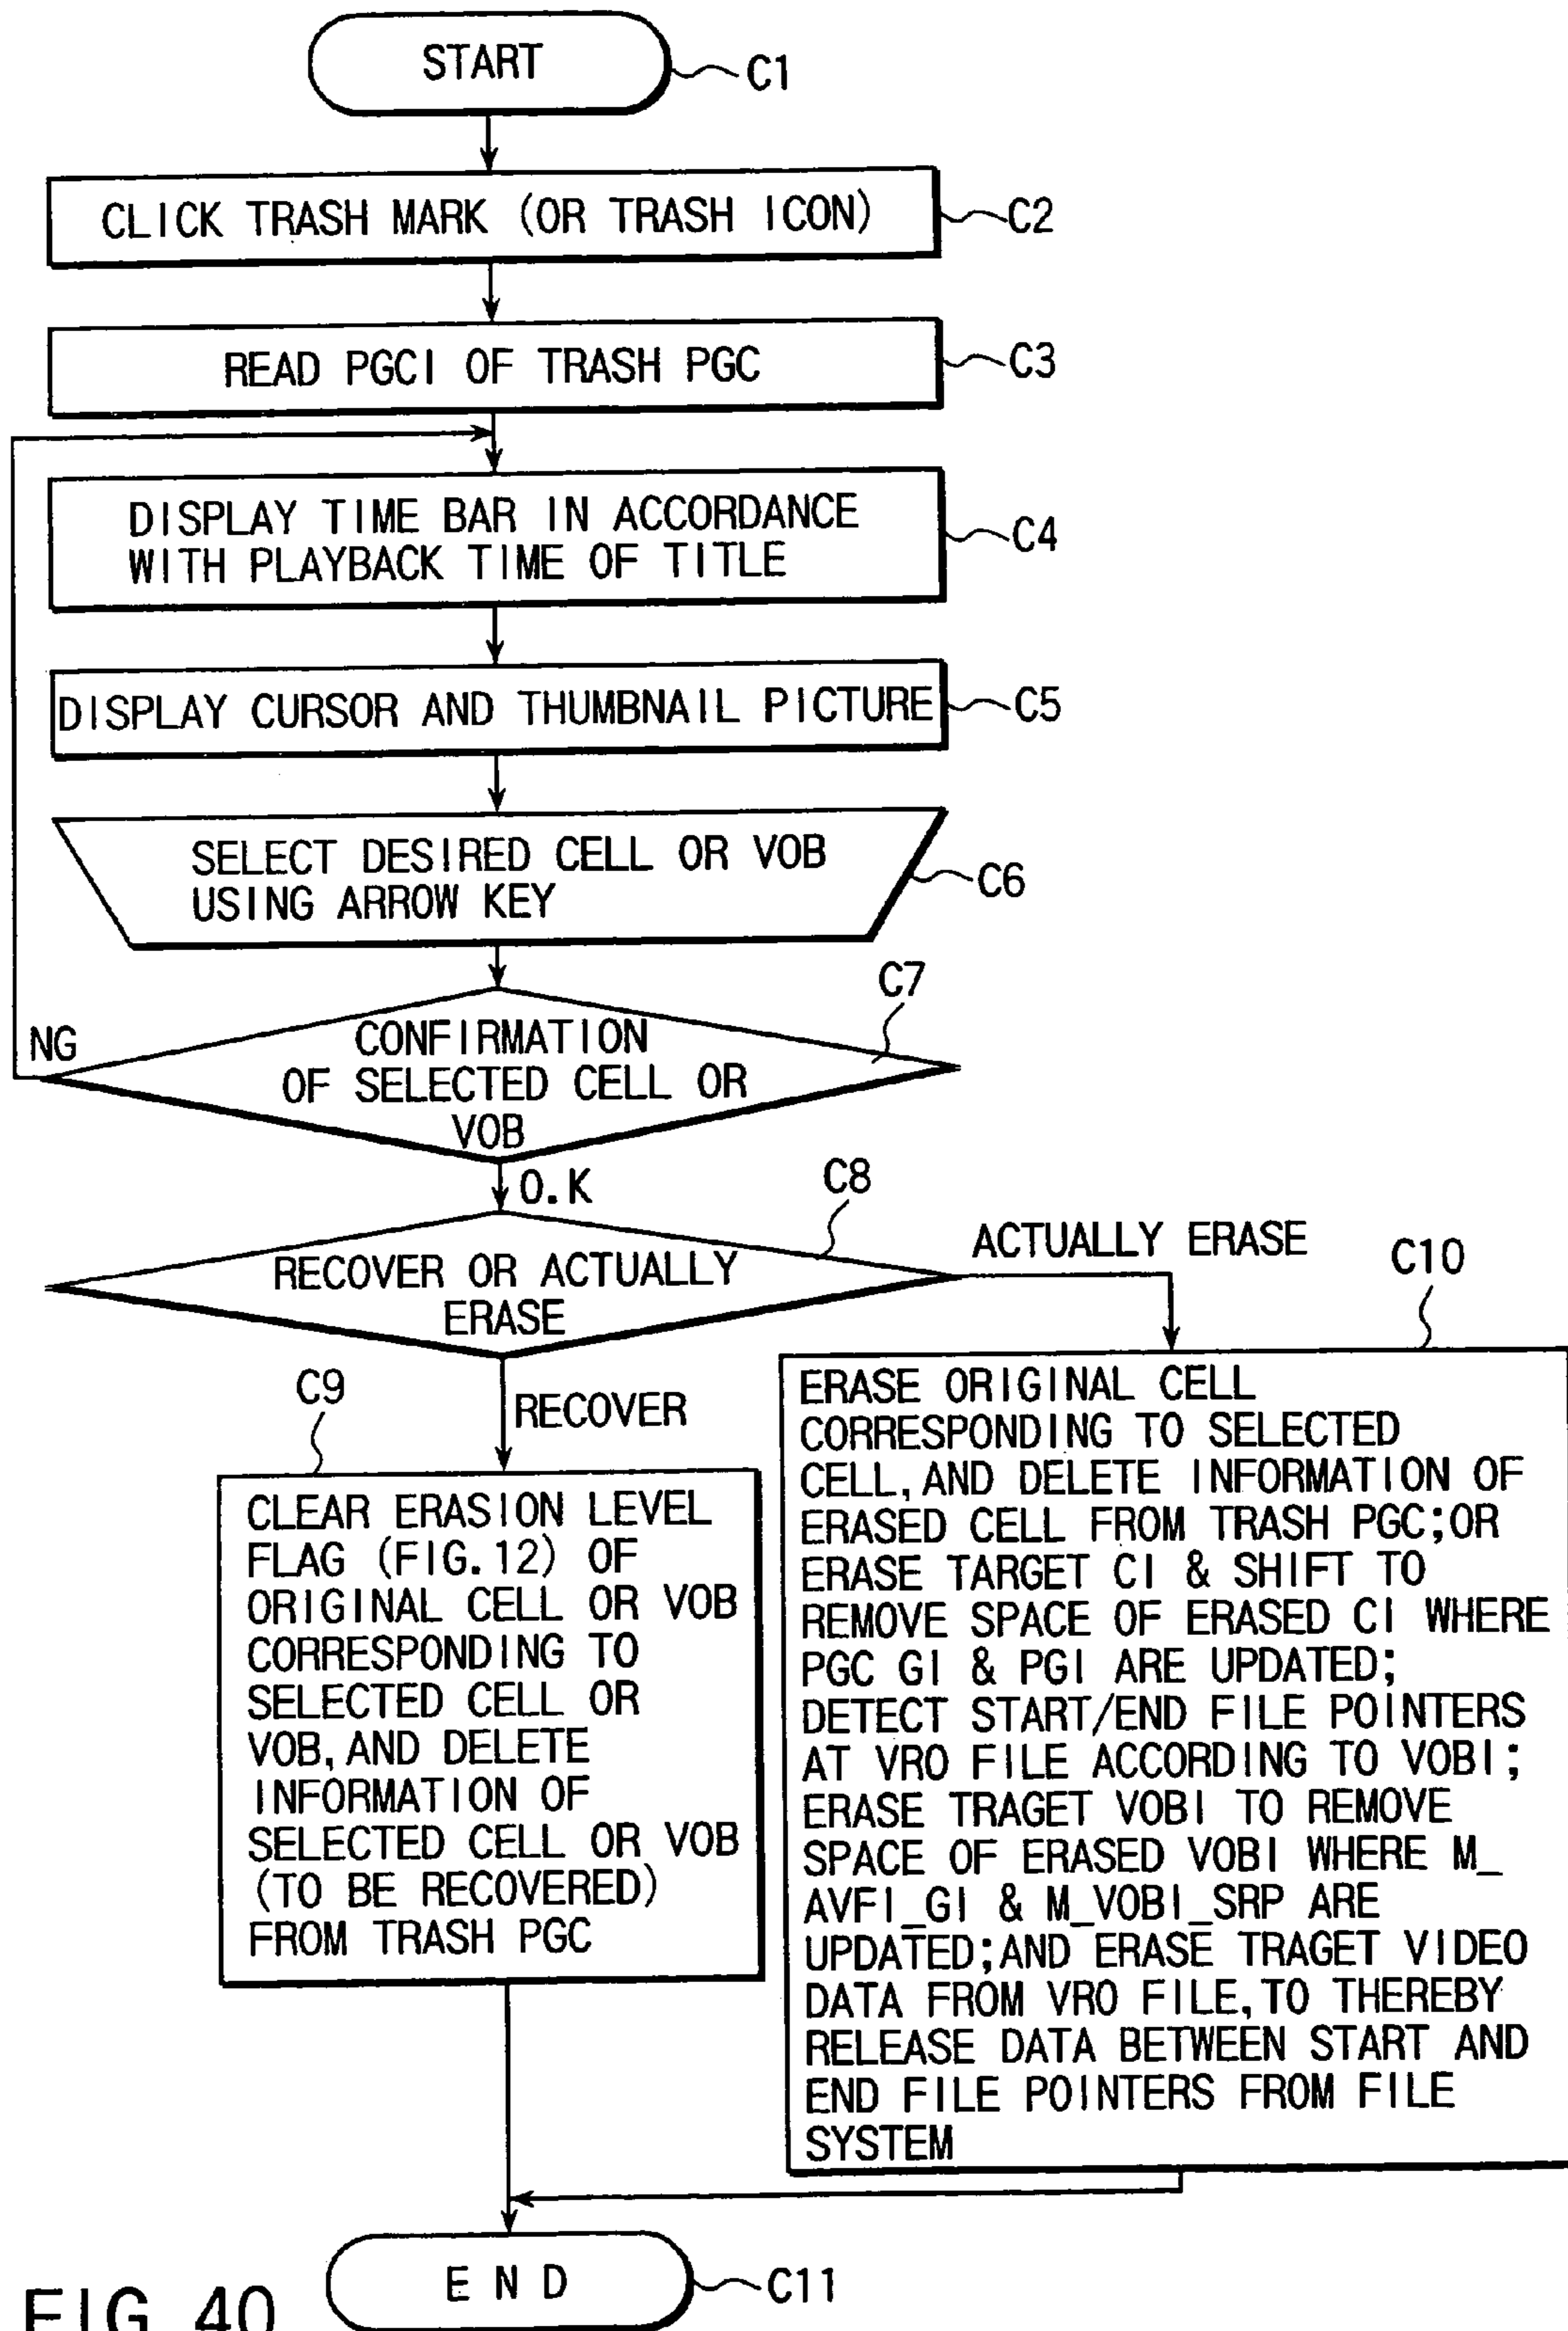 START
C1
CLICK TRASH MARK (OR TRASH ICON)
C2
READ PGCI OF TRASH PGC
C3
DISPLAY TIME BAR IN ACCORDANCE
WITH PLAYBACK TIME OF TITLE
C4
DISPLAY CURSOR AND THUMBNAIL PICTURE
C5
SELECT DESIRED CELL OR VOB
USING ARROW KEY
C6
C7
NG
CONFIRMATION
OF SELECTED CELL OR
VOB
O.K
C8
RECOVER OR ACTUALLY
ERASE
ACTUALLY ERASE
C10
C9
RECOVER
CLEAR ERASION LEVEL
FLAG (FIG.12) OF
ORIGINAL CELL OR VOB
CORRESPONDING TO
SELECTED CELL OR
VOB,AND DELETE
INFORMATION OF
SELECTED CELL OR VOB
(TO BE RECOVERED)
FROM TRASH PGC
ERASE ORIGINAL CELL
CORRESPONDING TO SELECTED
CELL,AND DELETE INFORMATION OF
ERASED CELL FROM TRASH PGC;OR
ERASE TARGET CI & SHIFT TO
REMOVE SPACE OF ERASED CI WHERE
PGC GI & PGI ARE UPDATED;
DETECT START/END FILE POINTERS
AT VRO FILE ACCORDING TO VOBI;
ERASE TRAGET VOBI TO REMOVE
SPACE OF ERASED VOBI WHERE M_
AVFI_GI & M_VOBI_SRP ARE
UPDATED;AND ERASE TRAGET VIDEO
DATA FROM VRO FILE,TO THEREBY
RELEASE DATA BETWEEN START AND
END FILE POINTERS FROM FILE
SYSTEM
END
C11
FIG. 40